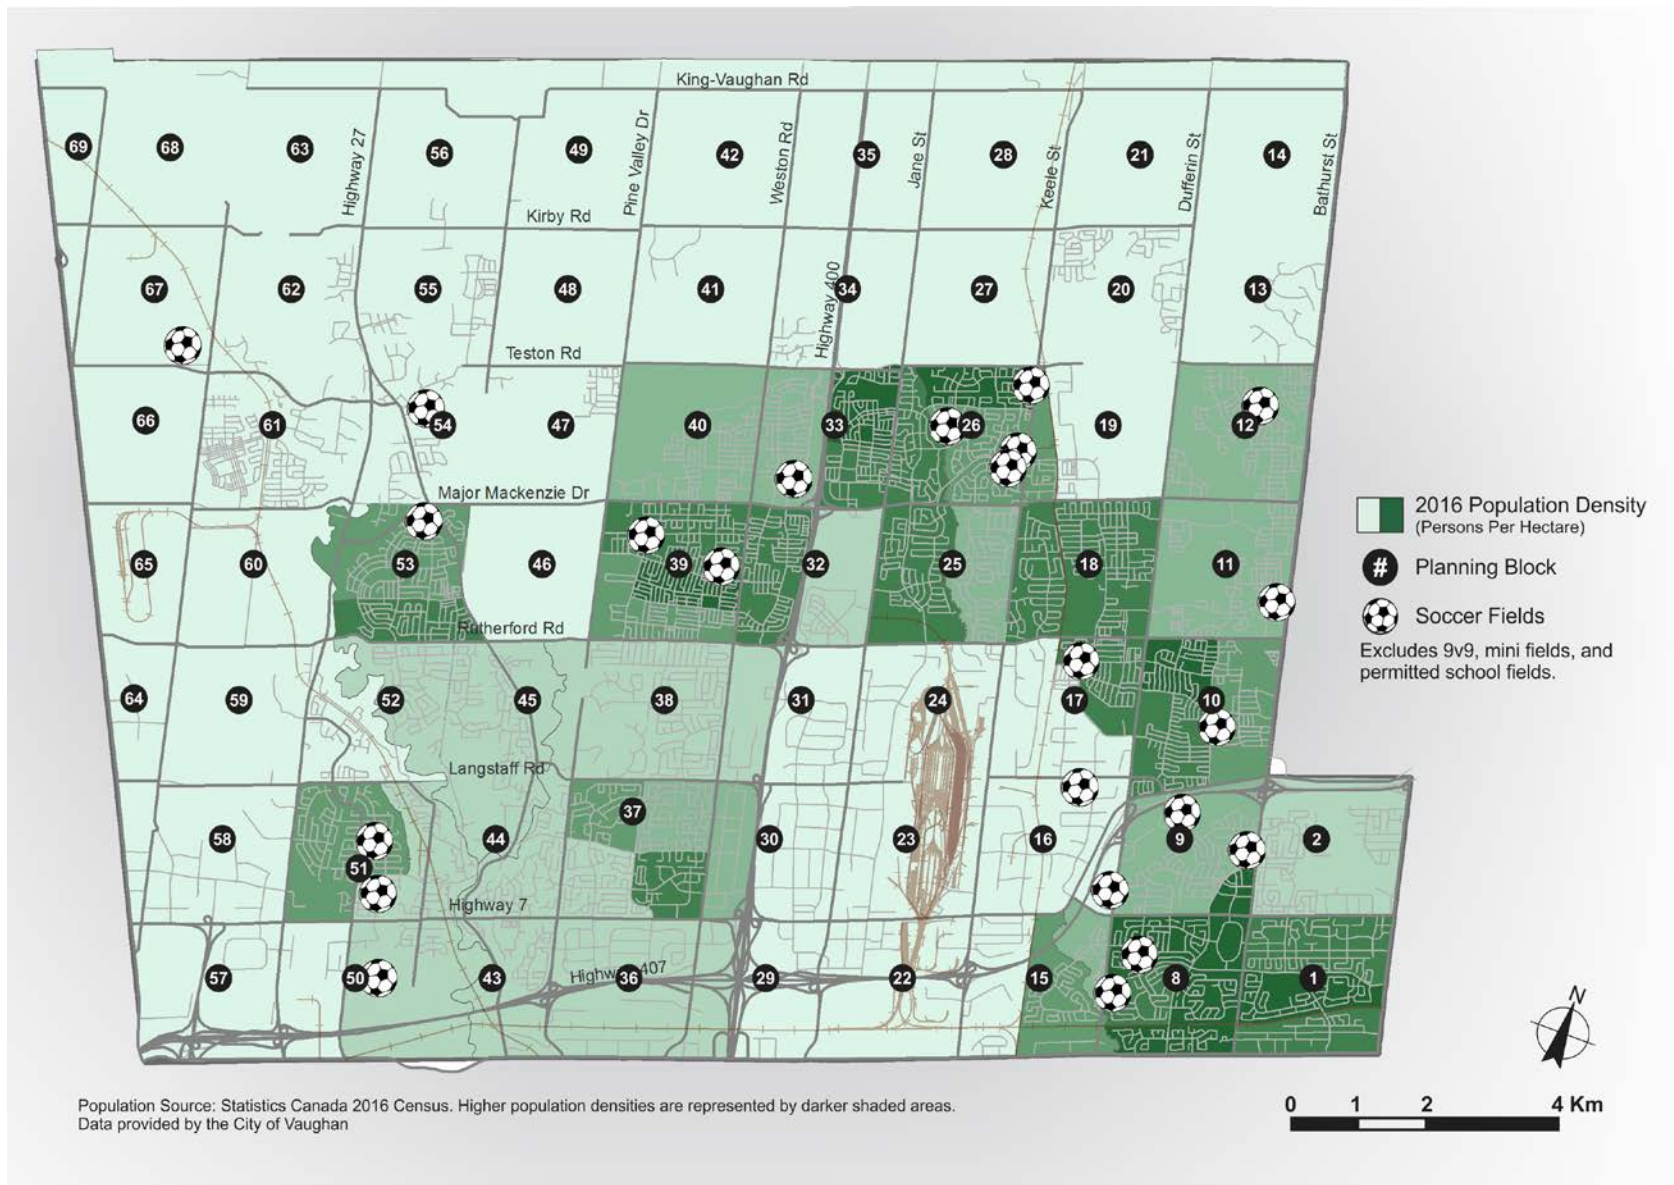 King-Vaughan Rd
69
68
63
Highway 27
56
49
Pine Valley Dr
42
Weston Rd
35
Jane St
28
Keele St
21
Dufferin St
14
Bathurst St
Kirby Rd
67
62
55
48
41
Highway 400
34
27
20
13
Teston Rd
66
61
54
47
40
33
26
19
12
Major Mackenzie Dr
65
60
53
46
39
32
25
18
11
Rutherford Rd
64
59
52
45
38
31
24
17
10
Langstaff Rd
58
51
44
37
30
23
16
9
2
Highway 7
57
50
43
Highway 407
36
29
22
15
8
1
2016 Population Density
(Persons Per Hectare)
# Planning Block
Soccer Fields
Excludes 9v9, mini fields, and
permitted school fields.
N
0 1 2 4 Km
Population Source: Statistics Canada 2016 Census. Higher population densities are represented by darker shaded areas.
Data provided by the City of Vaughan